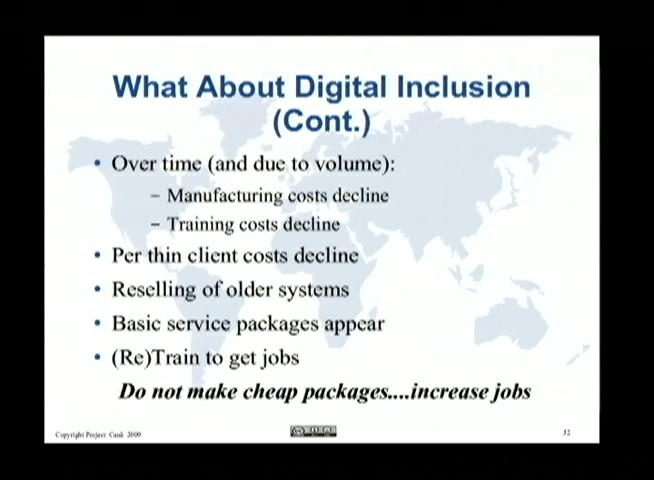 What About Digital Inclusion
(Cont.)
• Over time (and due to volume):
– Manufacturing costs decline
– Training costs decline
• Per thin client costs decline
• Reselling of older systems
• Basic service packages appear
• (Re)Train to get jobs
Do not make cheap packages....increase jobs
Copyright Project Cauã 2009
32